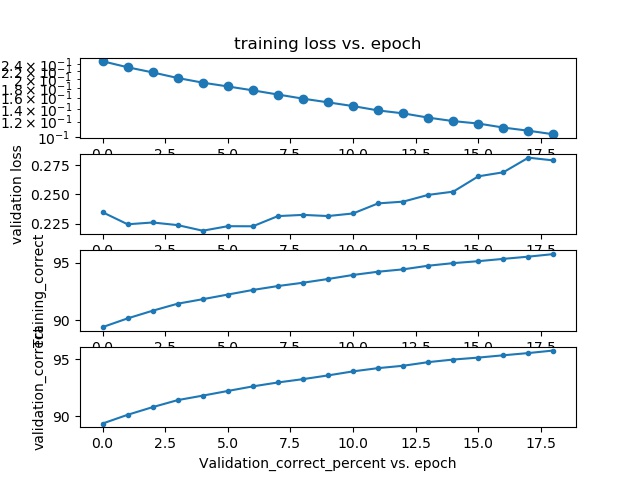 training loss vs. epoch
2.4 × 10⁻¹
2.2 × 10⁻¹
2 × 10⁻¹
1.8 × 10⁻¹
1.6 × 10⁻¹
1.4 × 10⁻¹
1.2 × 10⁻¹
10⁻¹
0.0 2.5 5.0 7.5 10.0 12.5 15.0 17.5
validation loss
0.275
0.250
0.225
0.0 2.5 5.0 7.5 10.0 12.5 15.0 17.5
Training_correct
95
90
0.0 2.5 5.0 7.5 10.0 12.5 15.0 17.5
validation_correct
95
90
0.0 2.5 5.0 7.5 10.0 12.5 15.0 17.5
Validation_correct_percent vs. epoch